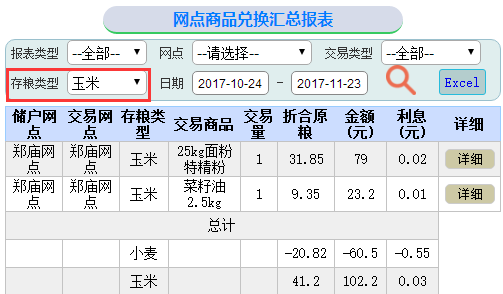 网点商品兑换汇总报表
报表类型 --全部-- 网点 --请选择-- 交易类型 --全部--
存粮类型 玉米 日期 2017-10-24 - 2017-11-23 Excel
储户网点 交易网点 存粮类型 交易商品 交易量 折合原粮 金额(元) 利息(元) 详细
郑庙网点 郑庙网点 玉米 25kg面粉特精粉 1 31.85 79 0.02 详细
郑庙网点 郑庙网点 玉米 菜籽油2.5kg 1 9.35 23.2 0.01 详细
总计
小麦 -20.82 -60.5 -0.55
玉米 41.2 102.2 0.03